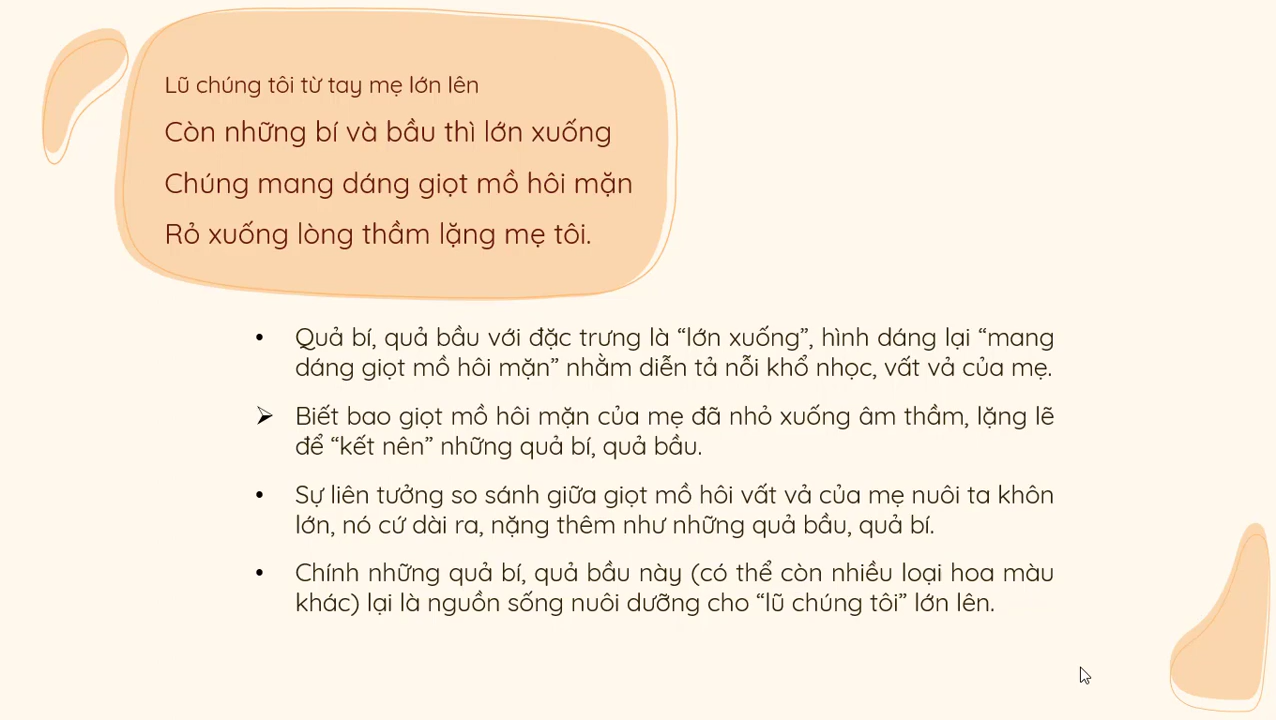 Lũ chúng tôi từ tay mẹ lớn lên
Còn những bí và bầu thì lớn xuống
Chúng mang dáng giọt mồ hôi mặn
Rỏ xuống lòng thầm lặng mẹ tôi.
• Quả bí, quả bầu với đặc trưng là “lớn xuống”, hình dáng lại “mang
dáng giọt mồ hôi mặn” nhằm diễn tả nỗi khổ nhọc, vất vả của mẹ.
➢ Biết bao giọt mồ hôi mặn của mẹ đã nhỏ xuống âm thầm, lặng lẽ
để “kết nên” những quả bí, quả bầu.
• Sự liên tưởng so sánh giữa giọt mồ hôi vất vả của mẹ nuôi ta khôn
lớn, nó cứ dài ra, nặng thêm như những quả bầu, quả bí.
• Chính những quả bí, quả bầu này (có thể còn nhiều loại hoa màu
khác) lại là nguồn sống nuôi dưỡng cho “lũ chúng tôi” lớn lên.